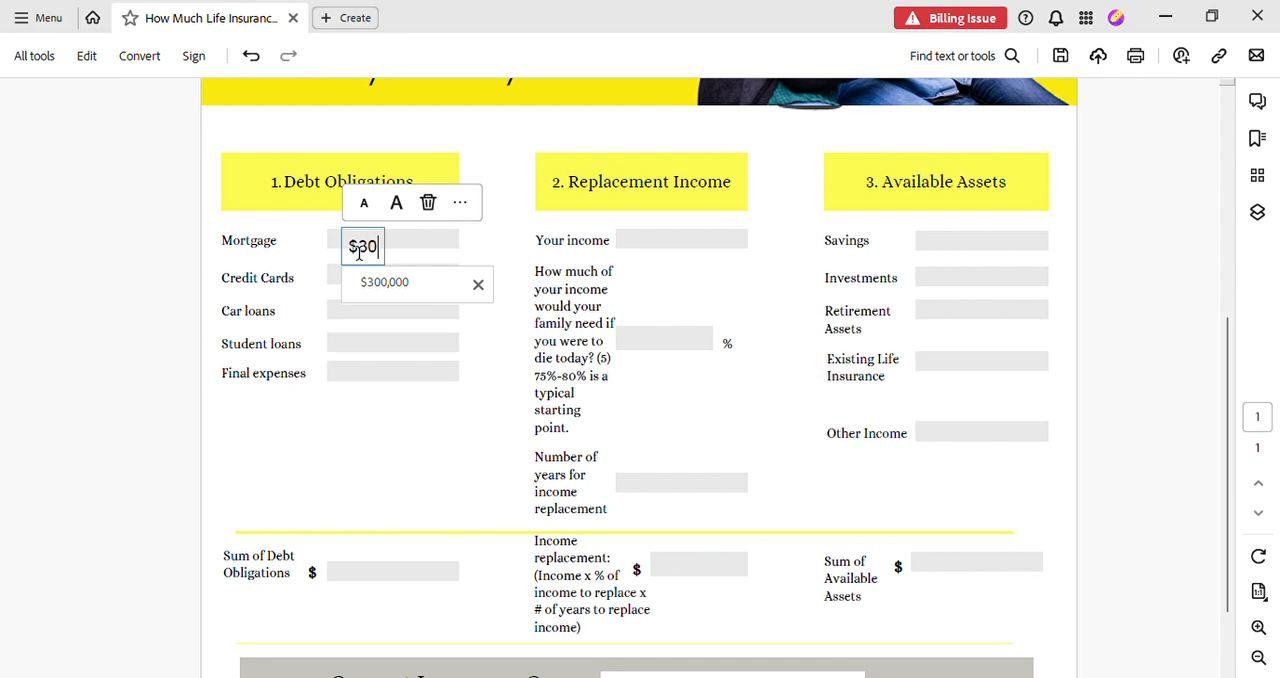 Menu
How Much Life Insuranc...
Create
Billing Issue
All tools
Edit
Convert
Sign
Find text or tools
1. Debt Obligations
2. Replacement Income
3. Available Assets
A A ...
Mortgage
$30
$300,000
Credit Cards
Car loans
Student loans
Final expenses
Your income
How much of
your income
would your
family need if
you were to
die today? (5)
75%-80% is a
typical
starting
point.
%
Number of
years for
income
replacement
Savings
Investments
Retirement
Assets
Existing Life
Insurance
Other Income
Sum of Debt
Obligations $
Income
replacement:
(Income x % of
income to replace x
# of years to replace
income)
$
Sum of
Available
Assets
$
1
1
1:1